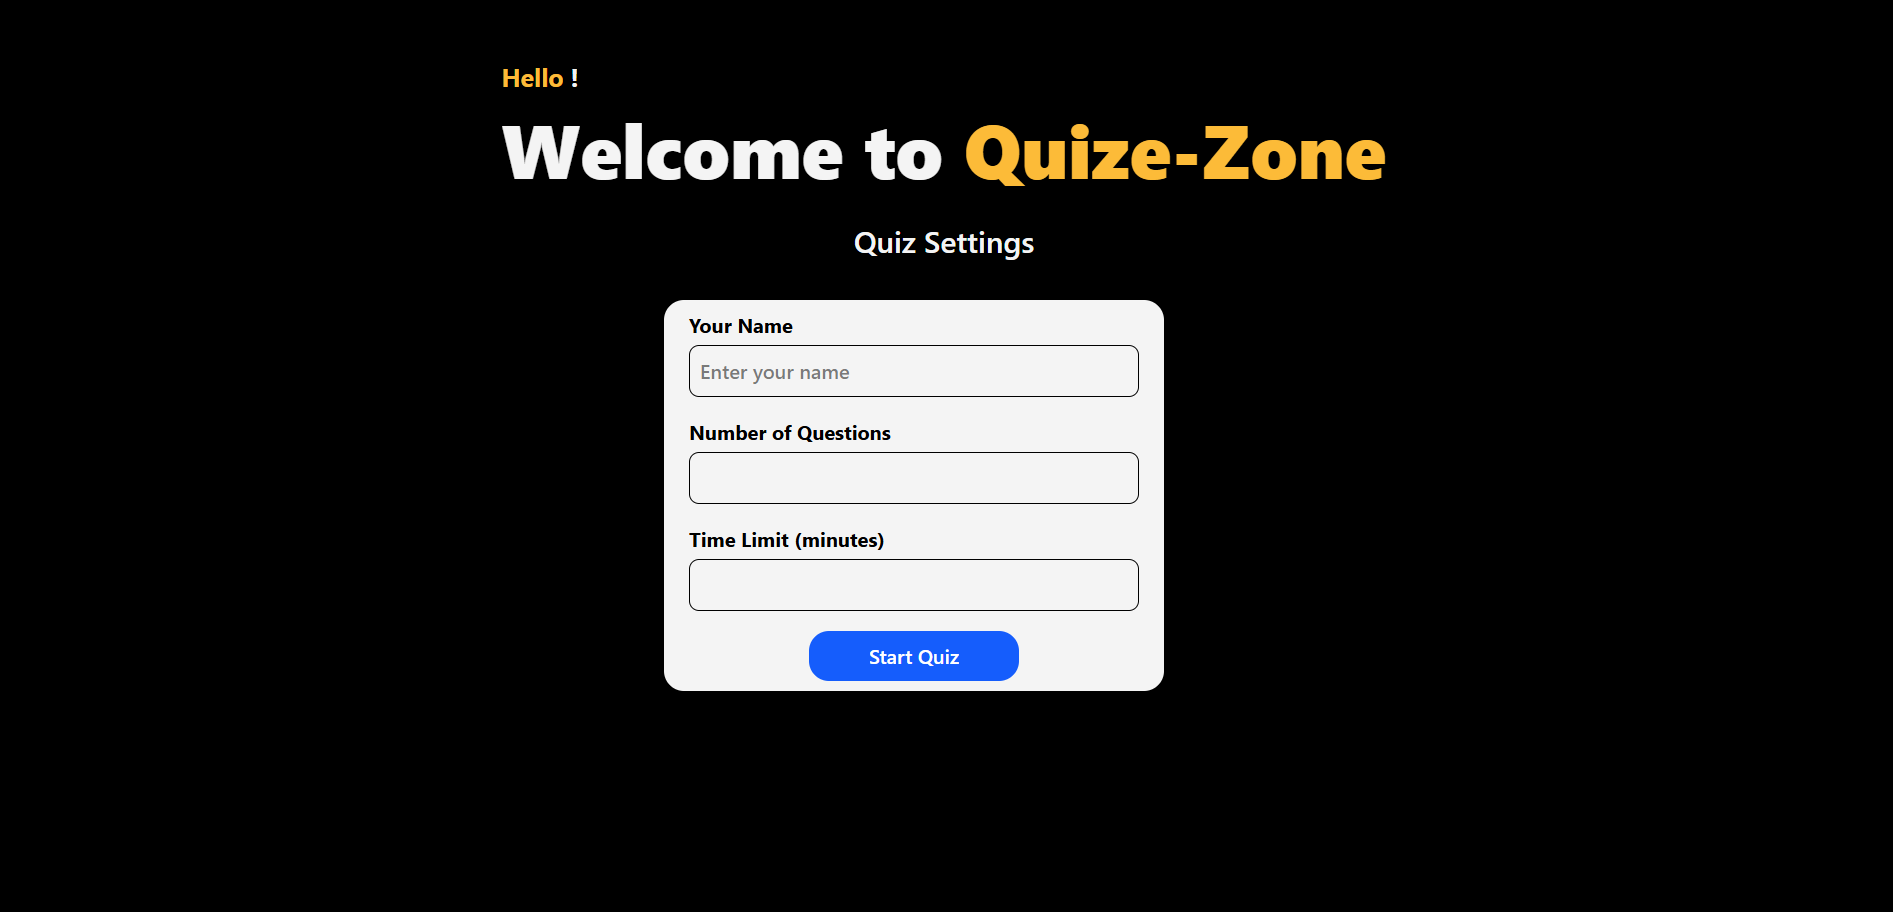 Hello !
Welcome to Quize-Zone
Quiz Settings
Your Name
Enter your name
Number of Questions
Time Limit (minutes)
Start Quiz